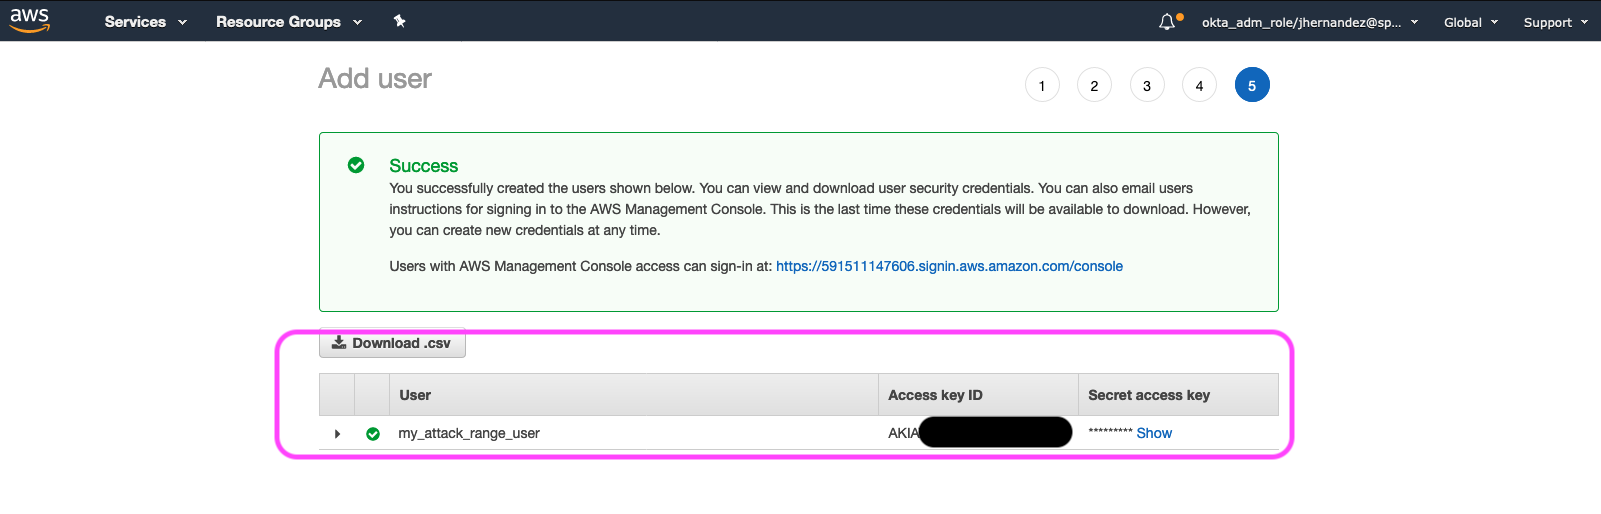 aws Services Resource Groups okta_adm_role/jhernandez@sp... Global Support
Add user
1 2 3 4 5
Success
You successfully created the users shown below. You can view and download user security credentials. You can also email users
instructions for signing in to the AWS Management Console. This is the last time these credentials will be available to download. However,
you can create new credentials at any time.
Users with AWS Management Console access can sign-in at: https://591511147606.signin.aws.amazon.com/console
Download .csv
User Access key ID Secret access key
my_attack_range_user AKIA ********* Show